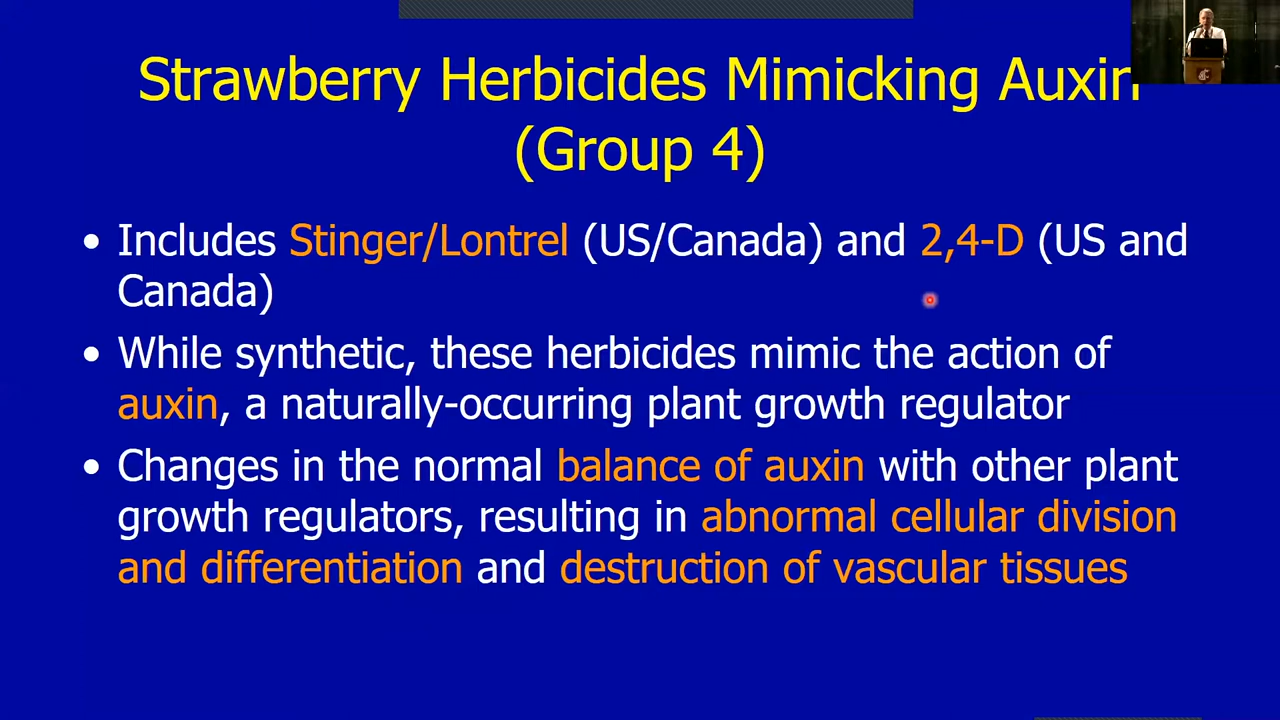 Strawberry Herbicides Mimicking Auxin
(Group 4)
• Includes Stinger/Lontrel (US/Canada) and 2,4-D (US and
Canada)
• While synthetic, these herbicides mimic the action of
auxin, a naturally-occurring plant growth regulator
• Changes in the normal balance of auxin with other plant
growth regulators, resulting in abnormal cellular division
and differentiation and destruction of vascular tissues